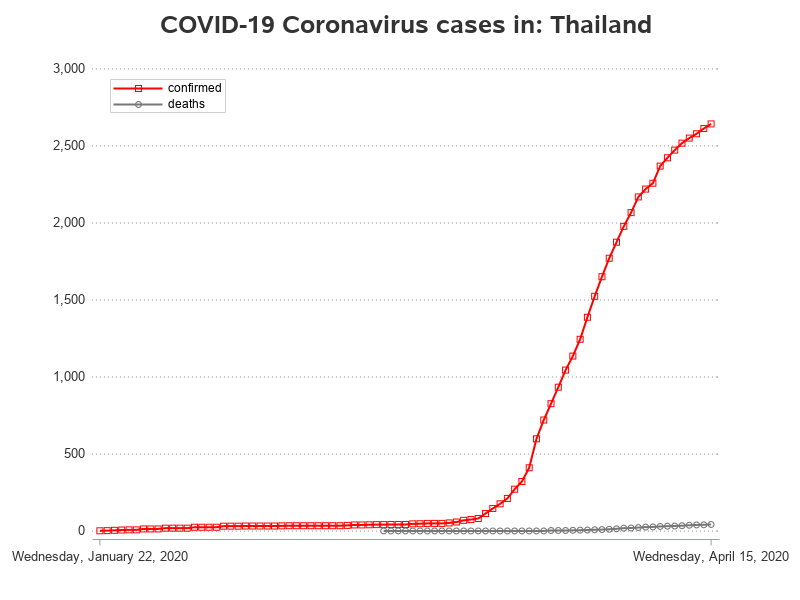 COVID-19 Coronavirus cases in: Thailand
3,000
confirmed
deaths
2,500
2,000
1,500
1,000
500
0
Wednesday, January 22, 2020
Wednesday, April 15, 2020